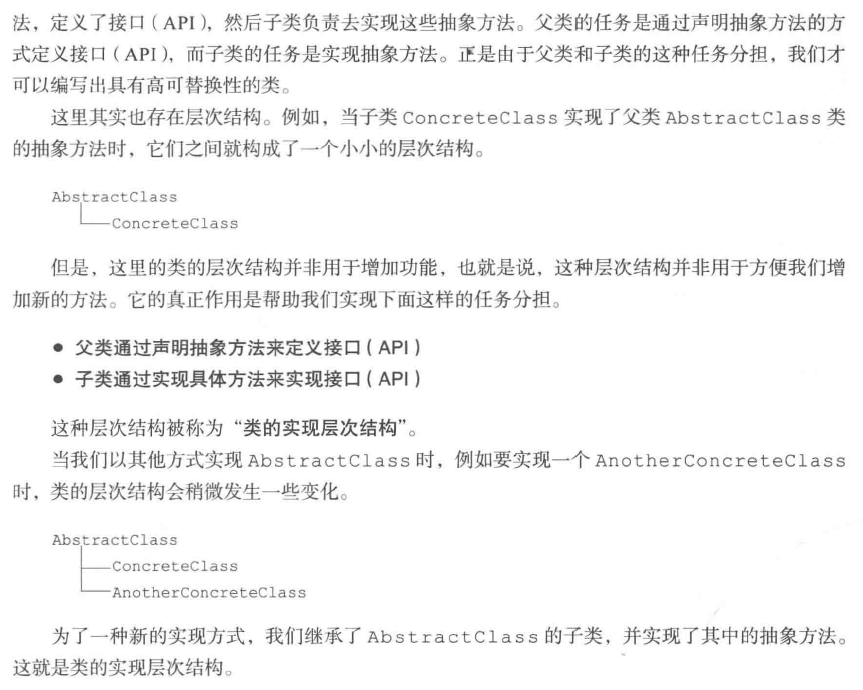 法，定义了接口（API），然后子类负责去实现这些抽象方法。父类的任务是通过声明抽象方法的方
式定义接口（API），而子类的任务是实现抽象方法。正是由于父类和子类的这种任务分担，我们才
可以编写出具有高可替换性的类。
这里其实也存在层次结构。例如，当子类 ConcreteClass 实现了父类 AbstractClass 类
的抽象方法时，它们之间就构成了一个小小的层次结构。
AbstractClass
ConcreteClass
但是，这里的类的层次结构并非用于增加功能，也就是说，这种层次结构并非用于方便我们增
加新的方法。它的真正作用是帮助我们实现下面这样的任务分担。
● 父类通过声明抽象方法来定义接口（API）
● 子类通过实现具体方法来实现接口（API）
这种层次结构被称为“类的实现层次结构”。
当我们以其他方式实现 AbstractClass 时，例如要实现一个 AnotherConcreteClass
时，类的层次结构会稍微发生一些变化。
AbstractClass
ConcreteClass
AnotherConcreteClass
为了一种新的实现方式，我们继承了 AbstractClass 的子类，并实现了其中的抽象方法。
这就是类的实现层次结构。